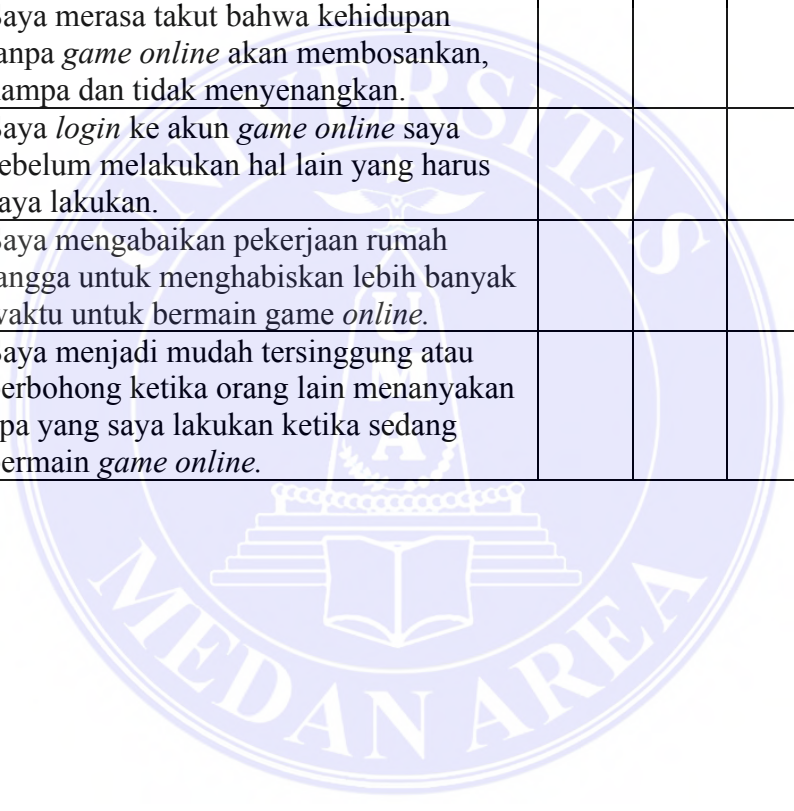 aya merasa takut bahwa kehidupan
anpa game online akan membosankan,
ampa dan tidak menyenangkan.
aya login ke akun game online saya
ebelum melakukan hal lain yang harus
aya lakukan.
aya mengabaikan pekerjaan rumah
angga untuk menghabiskan lebih banyak
waktu untuk bermain game online.
aya menjadi mudah tersinggung atau
erbohong ketika orang lain menanyakan
pa yang saya lakukan ketika sedang
ermain game online.
UNIVERSITAS
UMA
MEDAN AREA